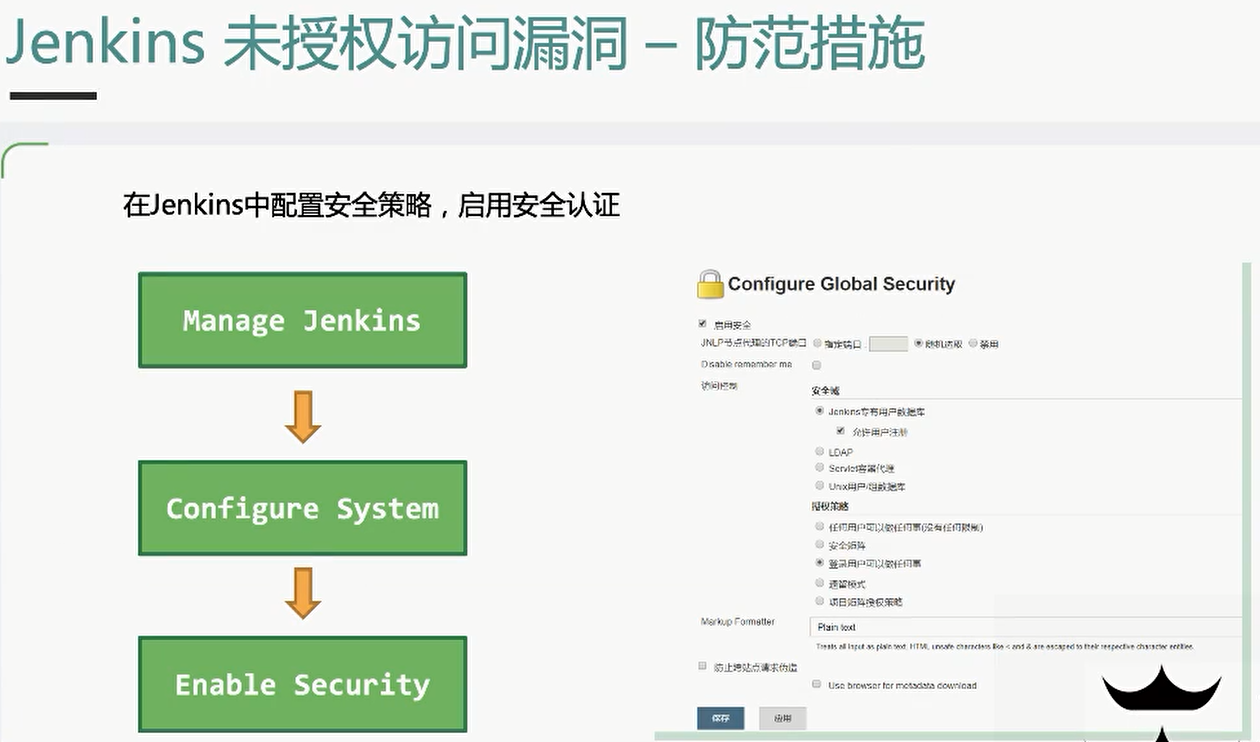 Jenkins 未授权访问漏洞 – 防范措施
在Jenkins中配置安全策略，启用安全认证
Manage Jenkins
Configure System
Enable Security
Configure Global Security
启用安全
JNLP节点代理的TCP端口 指定端口 : 随机选取 禁用
Disable remember me
访问控制
安全域
Jenkins专有用户数据库
允许用户注册
LDAP
Servlet容器代理
Unix用户/组数据库
授权策略
任何用户可以做任何事(没有任何限制)
安全矩阵
登录用户可以做任何事
遗留模式
项目矩阵授权策略
Markup Formatter
Plain text
Treats all input as plain text. HTML unsafe characters like < and & are escaped to their respective character entities.
防止跨站点请求伪造
Use browser for metadata download
保存 应用